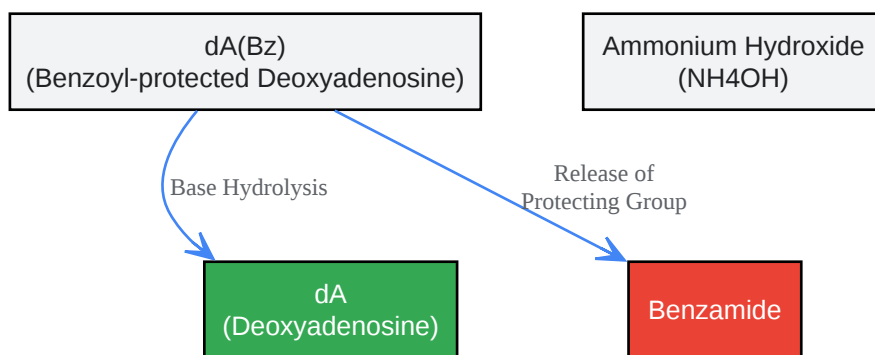 dA(Bz)
(Benzoyl-protected Deoxyadenosine)
Ammonium Hydroxide
(NH4OH)
Base Hydrolysis
Release of
Protecting Group
dA
(Deoxyadenosine)
Benzamide